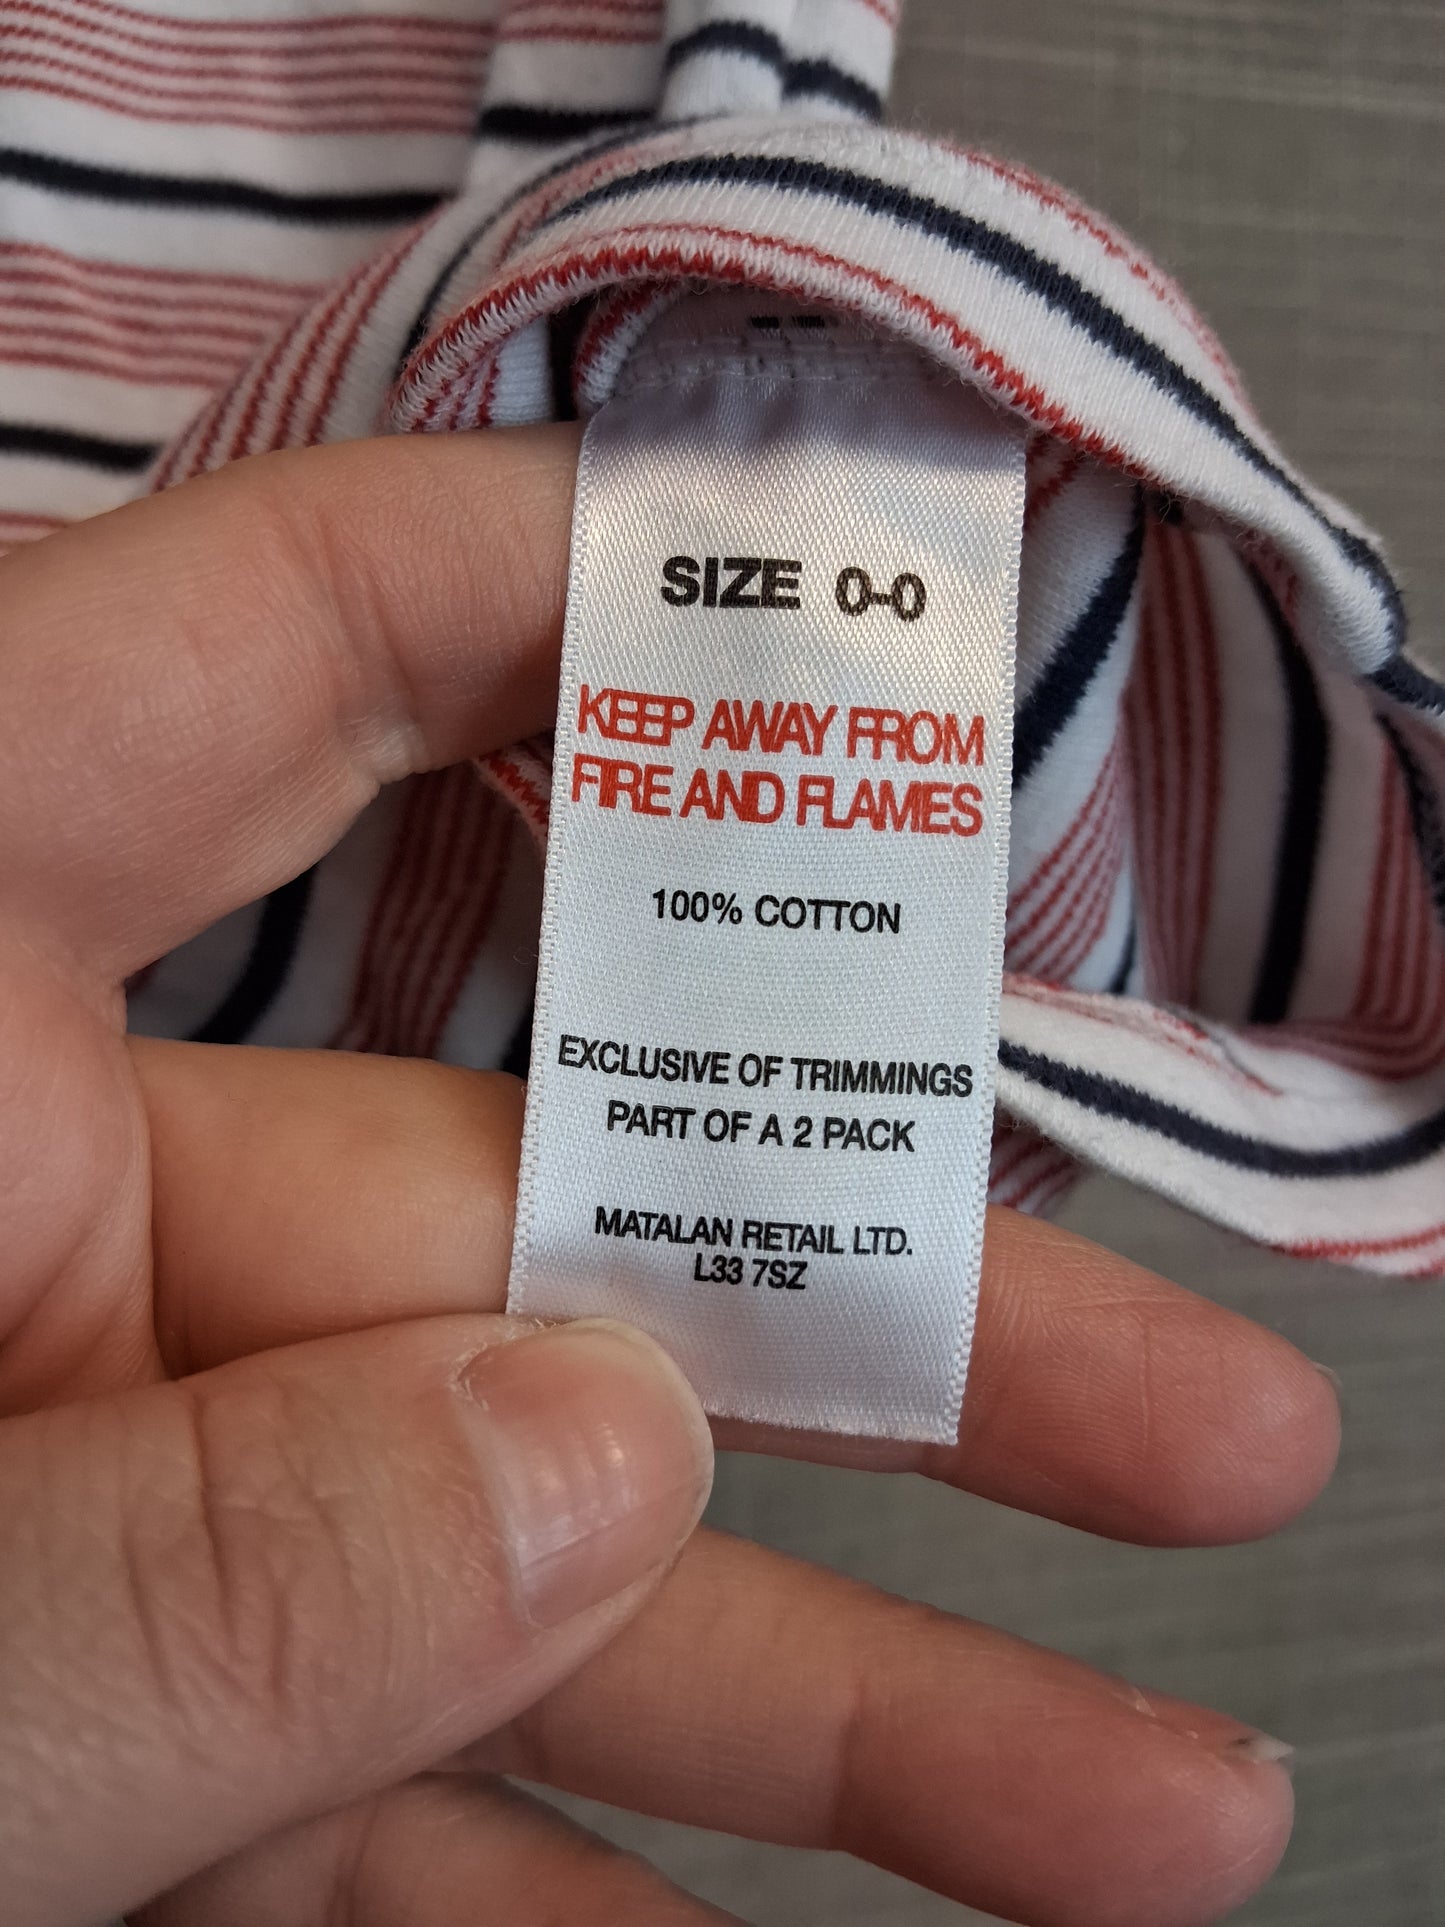 SIZE 0-0
KEEP AWAY FROM
FIRE AND FLAMES
100% COTTON
EXCLUSIVE OF TRIMMINGS
PART OF A 2 PACK
MATALAN RETAIL LTD.
L33 7SZ